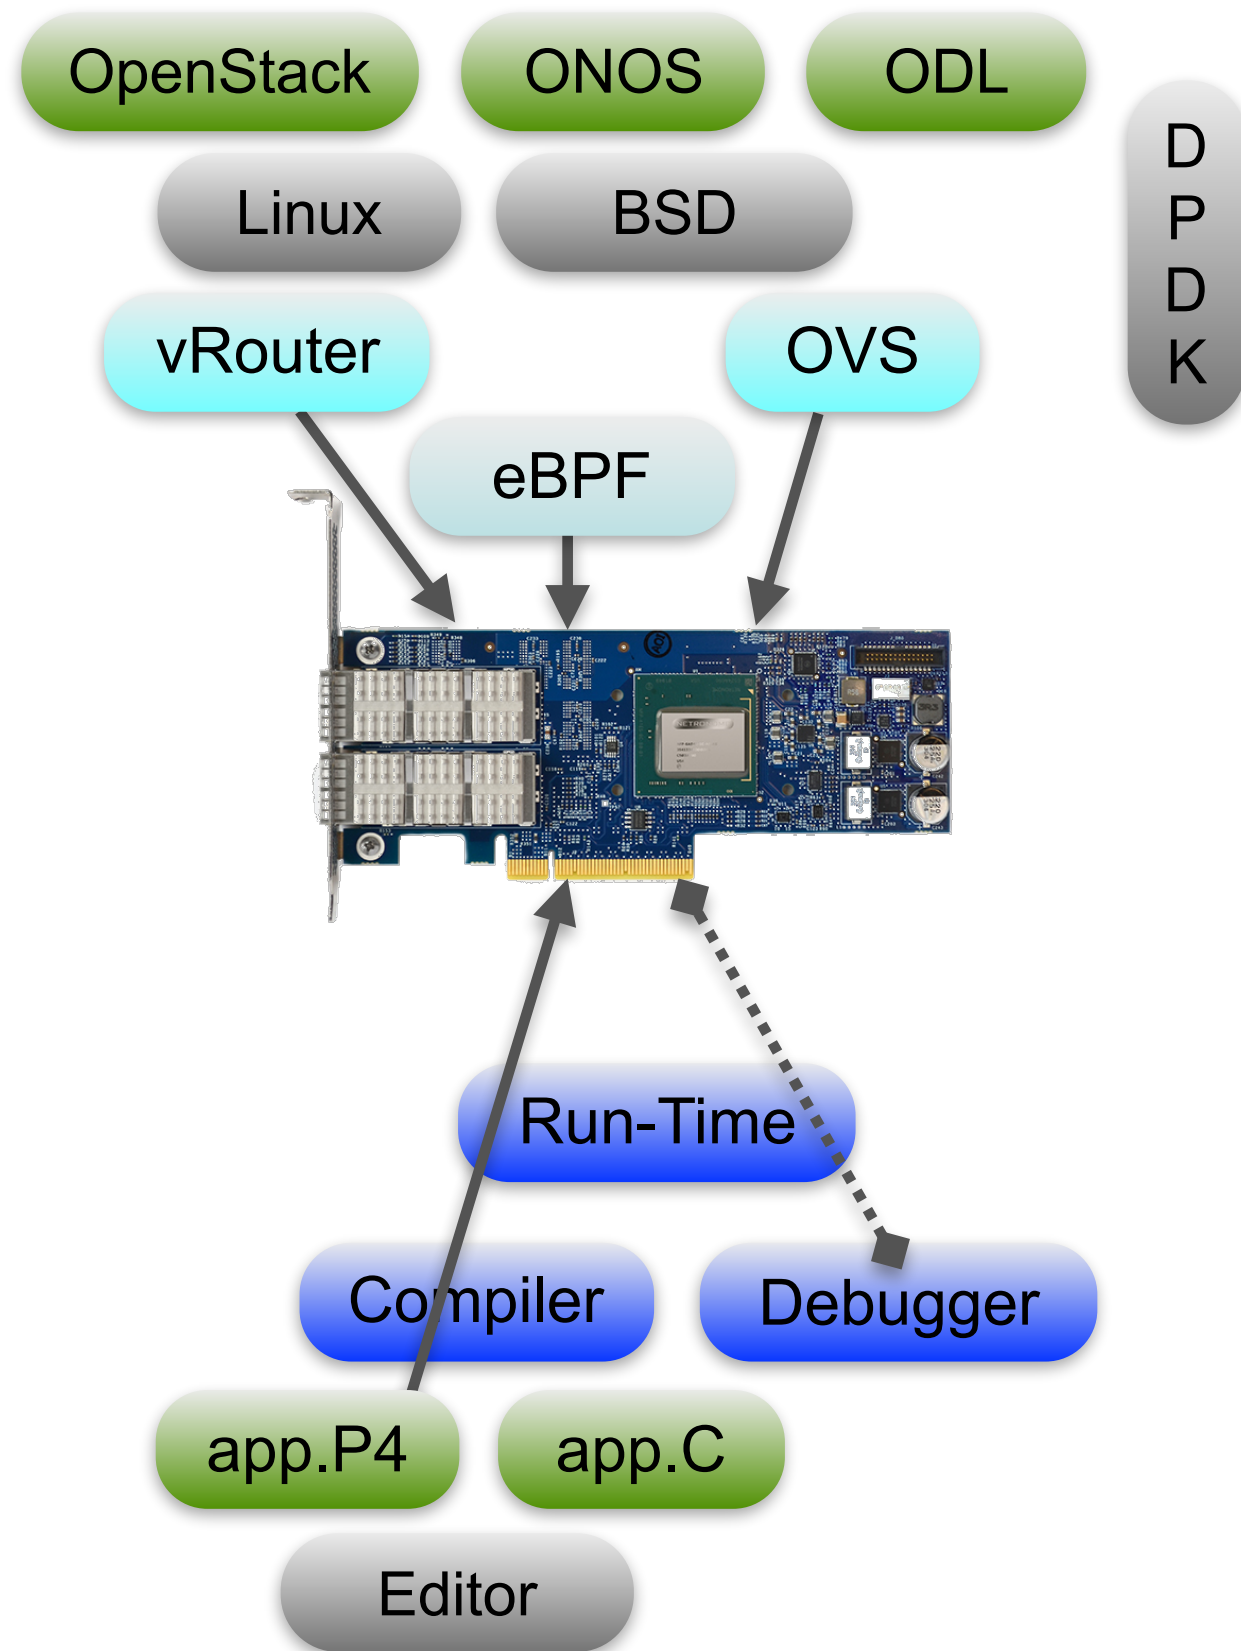 OpenStack
ONOS
ODL
D
P
D
K
Linux
BSD
vRouter
OVS
eBPF
Run-Time
Compiler
Debugger
app.P4
app.C
Editor